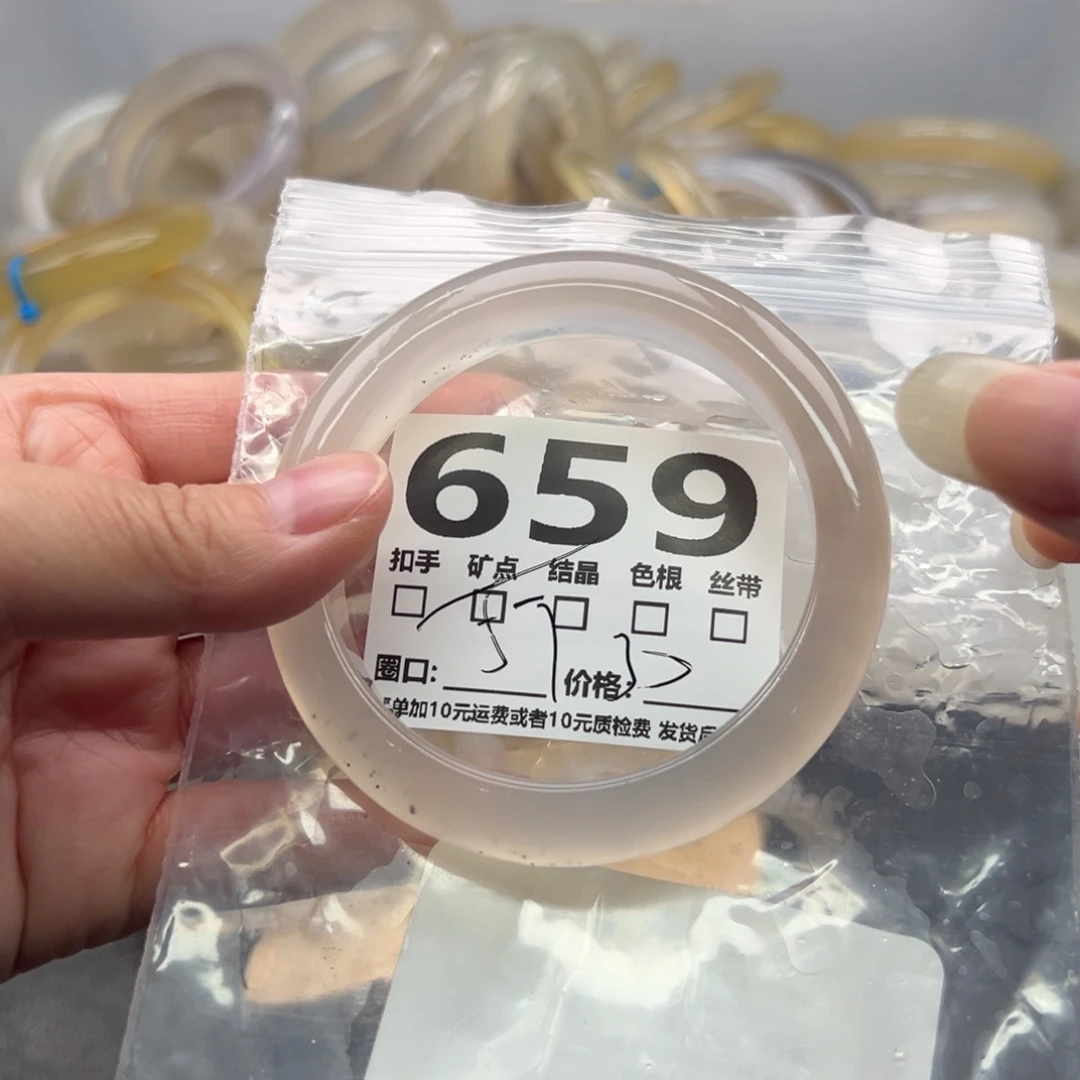 659
扣手 矿点 结晶 色根 丝带
圈口: 价格:
单加10元运费或者10元质检费 发货